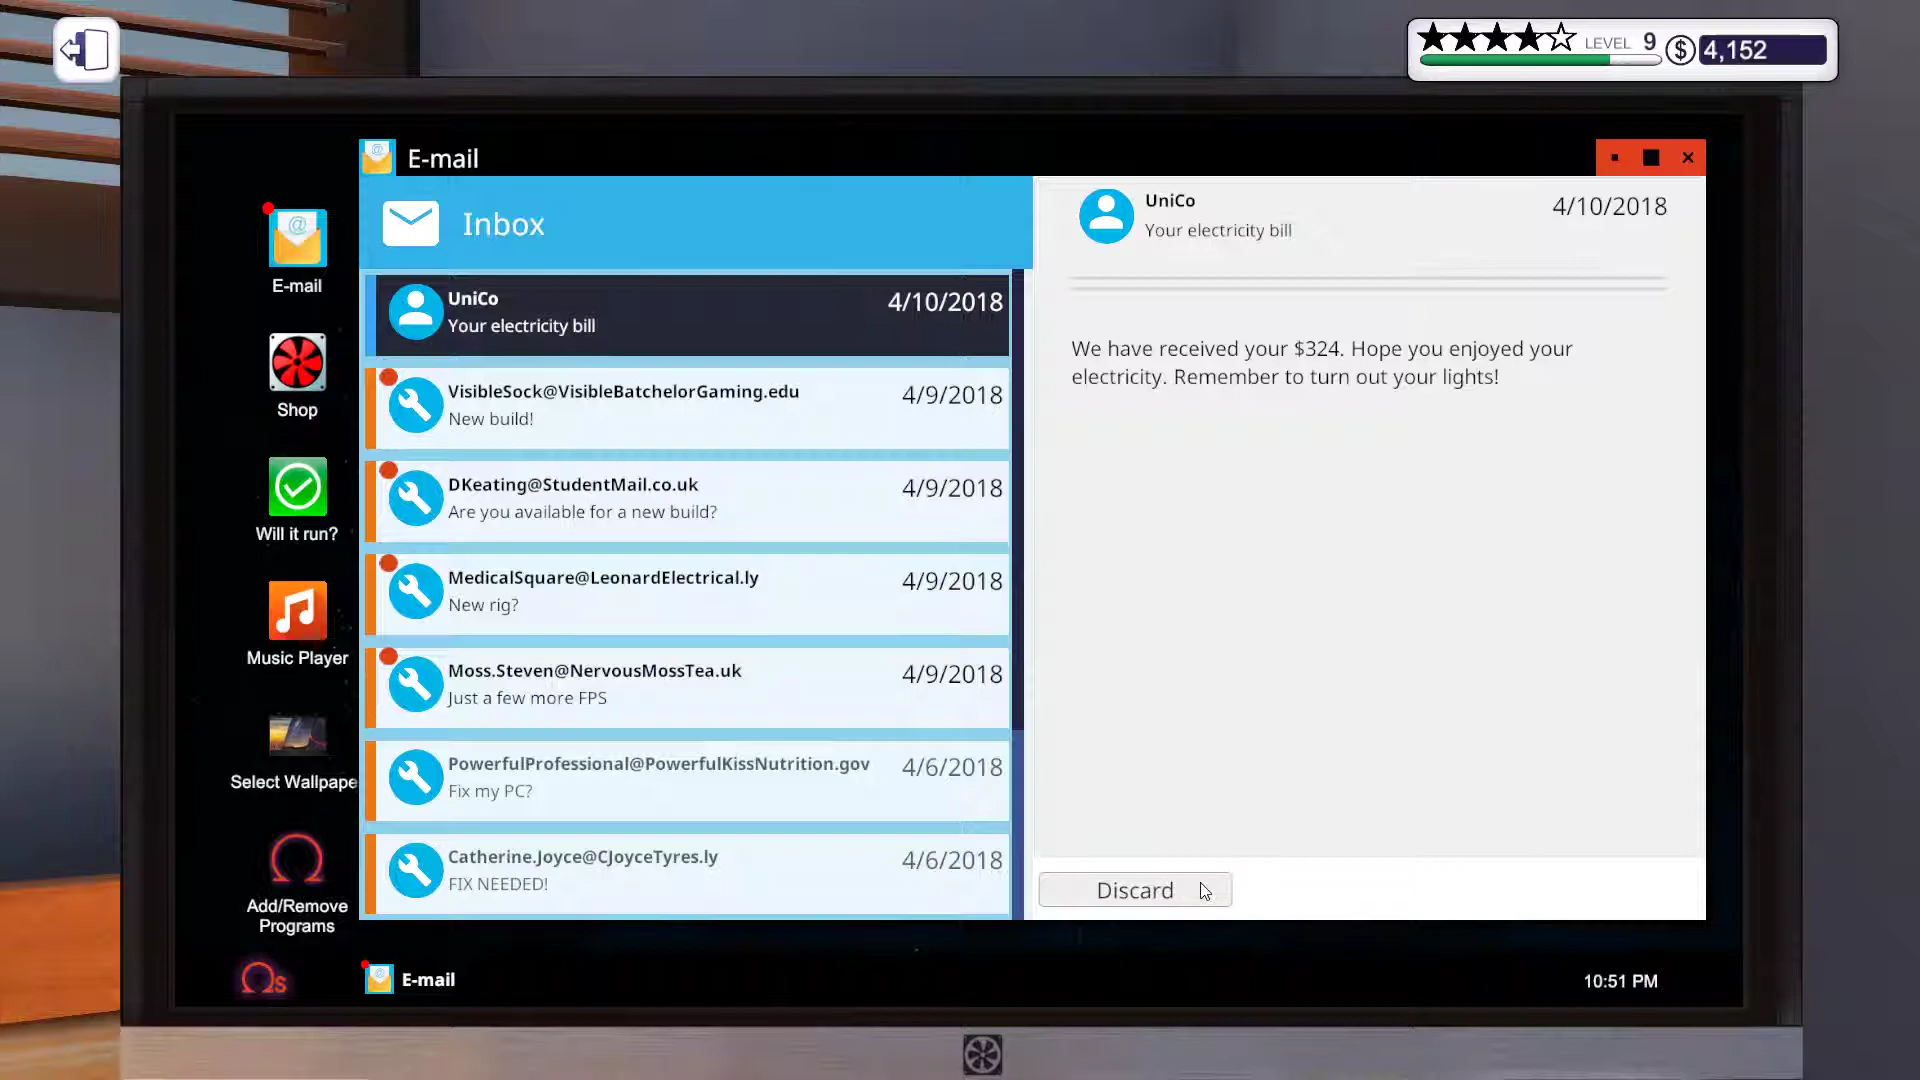 LEVEL 9
4,152
E-mail
Inbox
UniCo
4/10/2018
Your electricity bill
VisibleSock@VisibleBatchelorGaming.edu
4/9/2018
New build!
DKeating@StudentMail.co.uk
4/9/2018
Are you available for a new build?
MedicalSquare@LeonardElectrical.ly
4/9/2018
New rig?
Moss.Steven@NervousMossTea.uk
4/9/2018
Just a few more FPS
PowerfulProfessional@PowerfulKissNutrition.gov
4/6/2018
Fix my PC?
Catherine.Joyce@CJoyceTyres.ly
4/6/2018
FIX NEEDED!
UniCo
4/10/2018
Your electricity bill
We have received your $324. Hope you enjoyed your
electricity. Remember to turn out your lights!
Discard
E-mail
Shop
Will it run?
Music Player
Select Wallpape
Add/Remove
Programs
Ωs
E-mail
10:51 PM